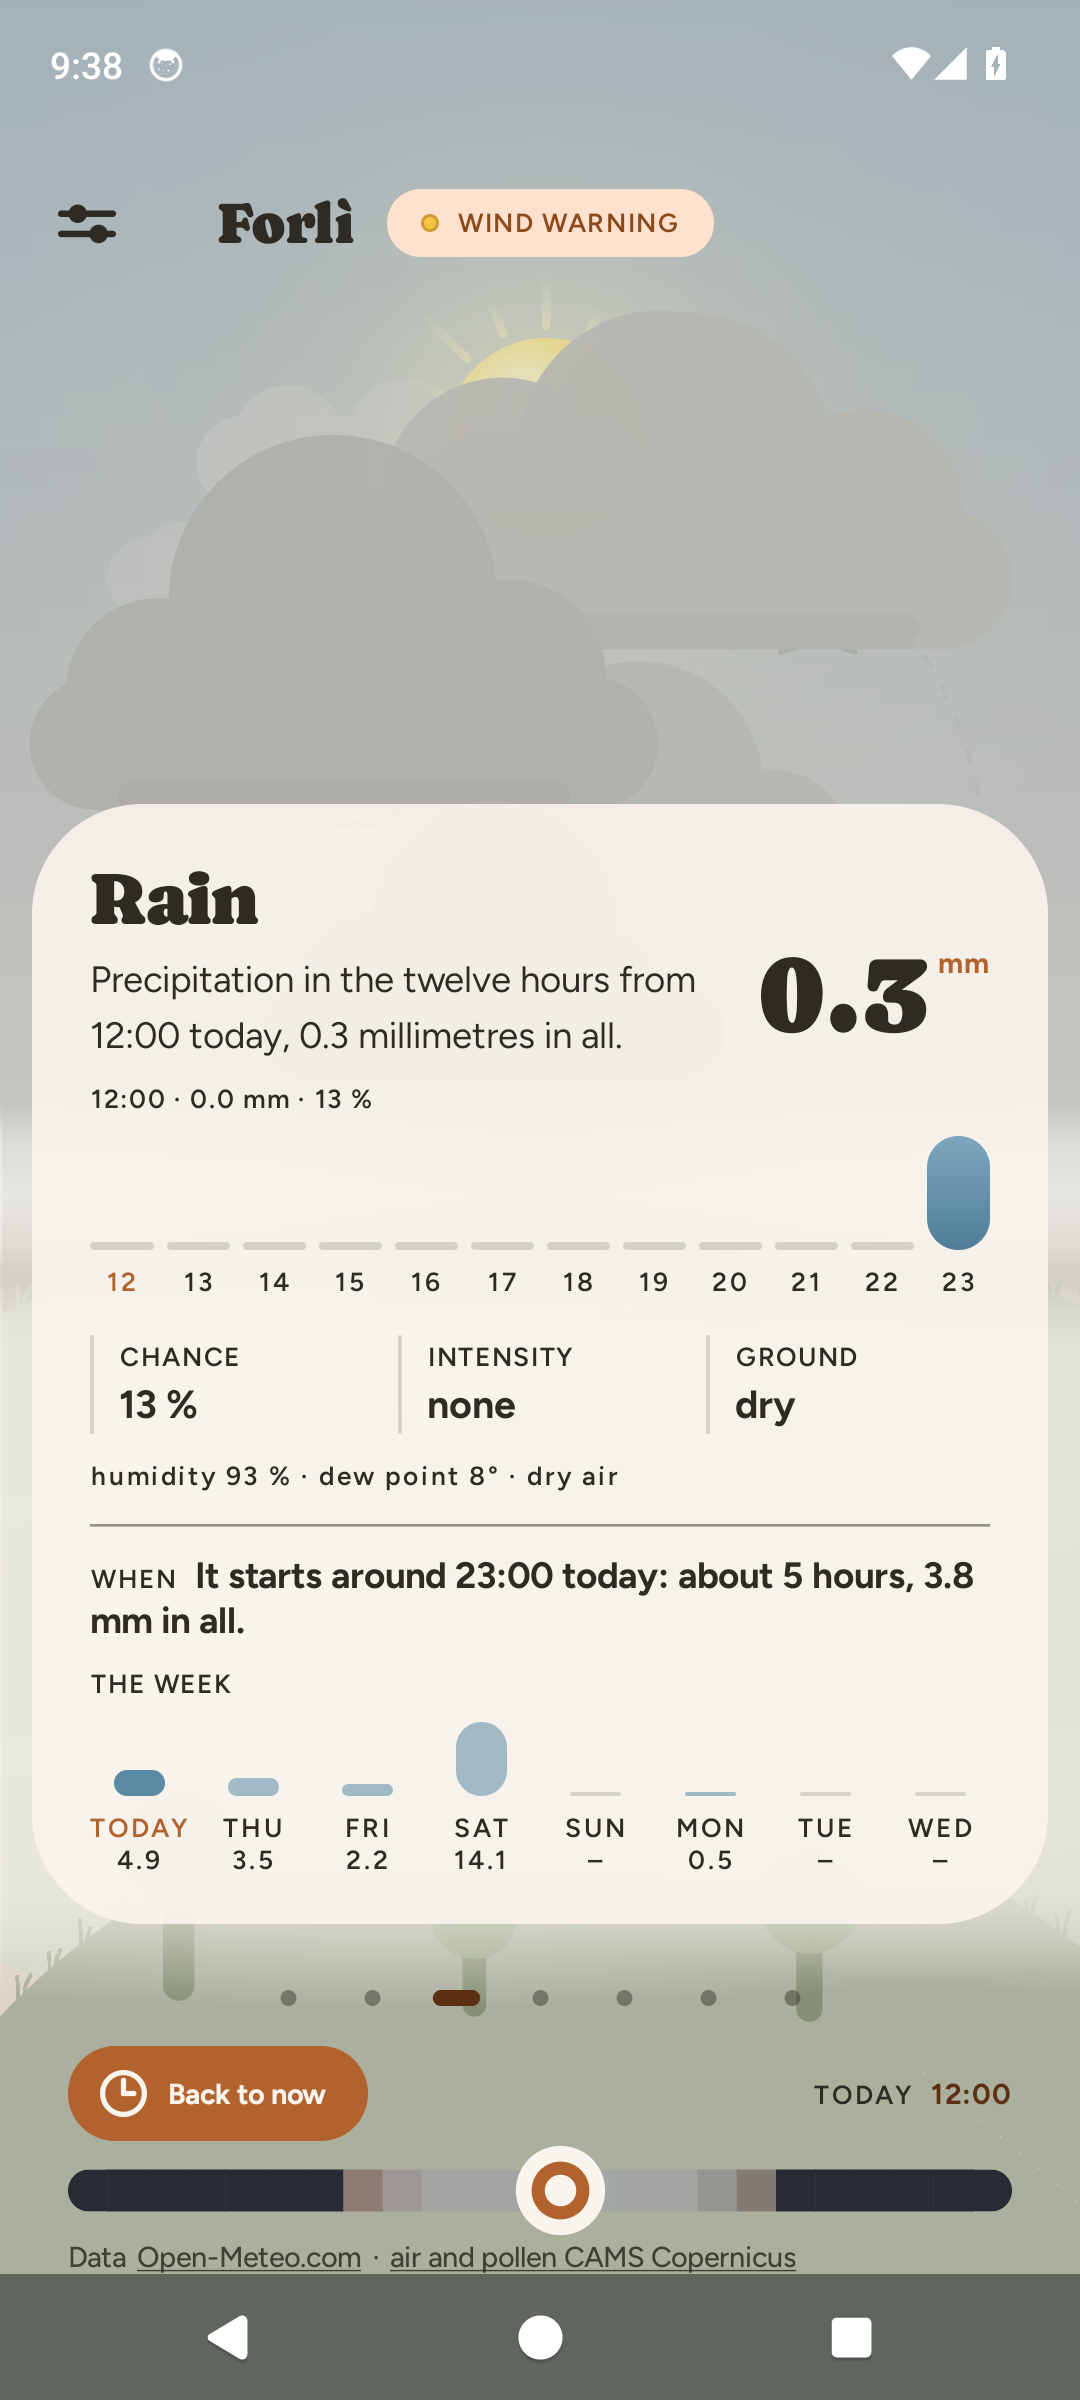 9:38
Forlì
WIND WARNING
Rain
Precipitation in the twelve hours from
12:00 today, 0.3 millimetres in all.
0.3 mm
12:00 · 0.0 mm · 13 %
12 13 14 15 16 17 18 19 20 21 22 23
CHANCE INTENSITY GROUND
13 % none dry
humidity 93 % · dew point 8° · dry air
WHEN It starts around 23:00 today: about 5 hours, 3.8
mm in all.
THE WEEK
TODAY THU FRI SAT SUN MON TUE WED
4.9 3.5 2.2 14.1 – 0.5 – –
Back to now
TODAY 12:00
Data Open-Meteo.com · air and pollen CAMS Copernicus